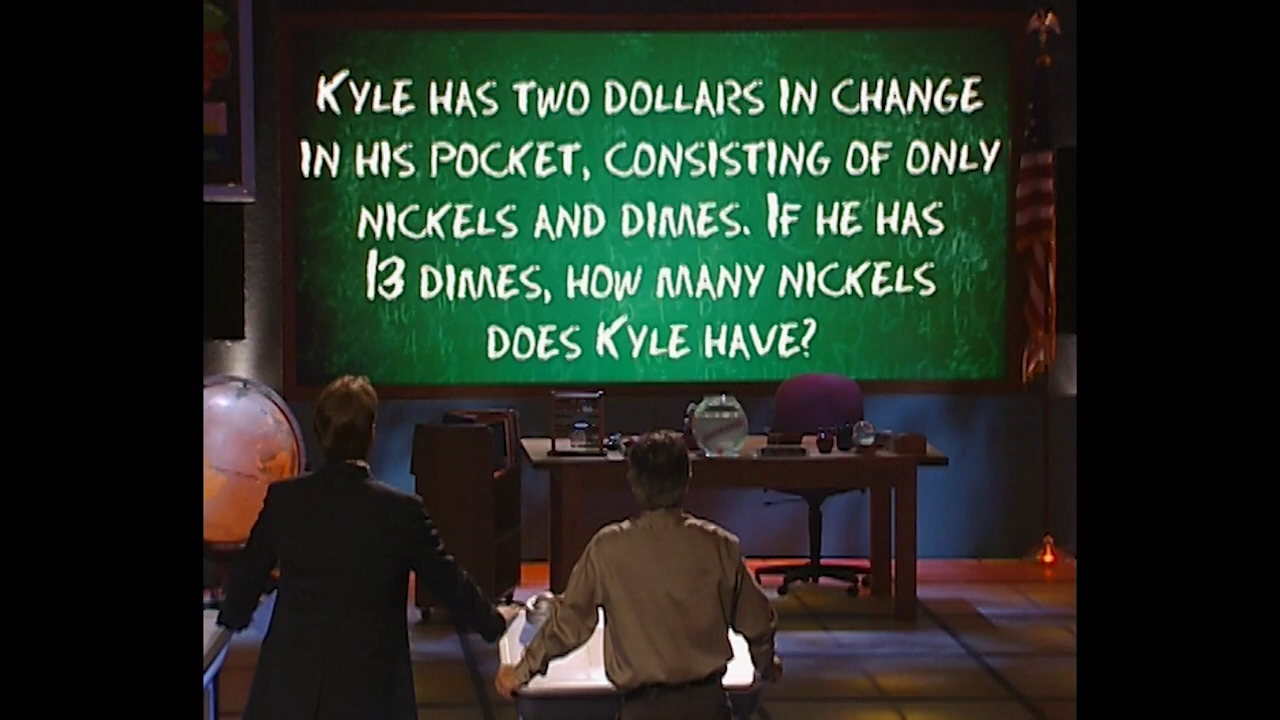 KYLE HAS TWO DOLLARS IN CHANGE
IN HIS POCKET, CONSISTING OF ONLY
NICKELS AND DIMES. IF HE HAS
13 DIMES, HOW MANY NICKELS
DOES KYLE HAVE?